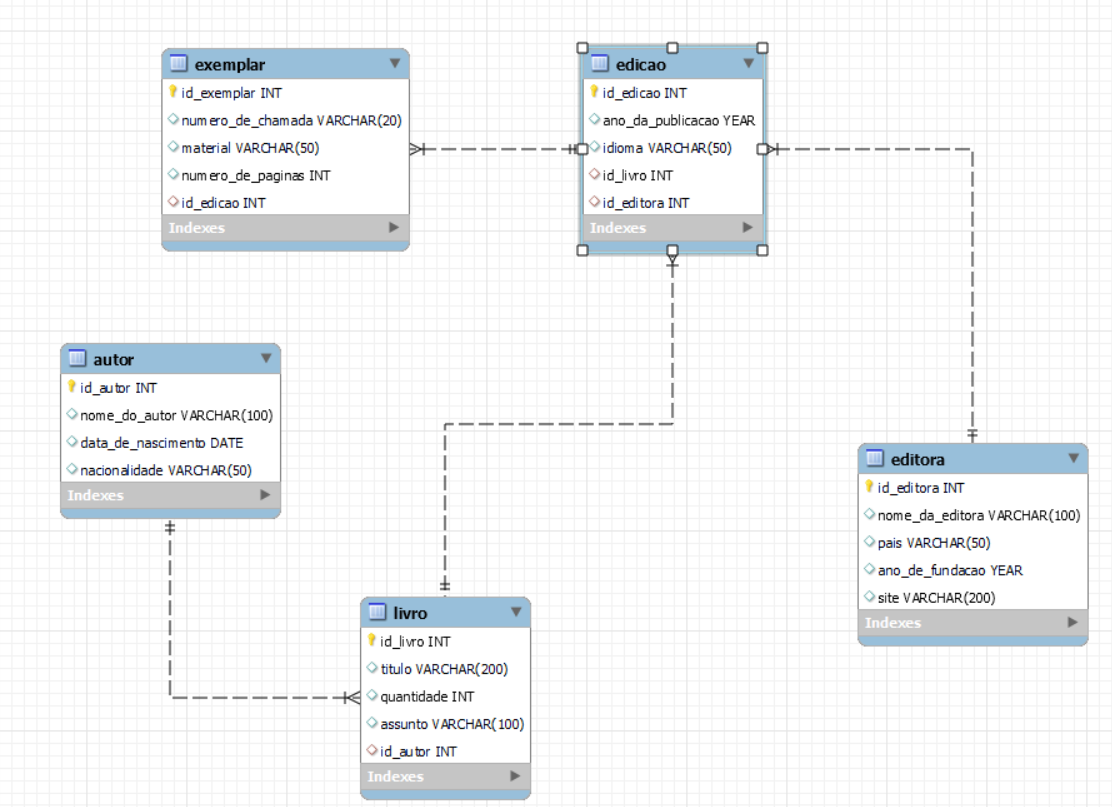 exemplar
id_exemplar INT
numero_de_chamada VARCHAR(20)
material VARCHAR(50)
numero_de_paginas INT
id_edicao INT
Indexes
edicao
id_edicao INT
ano_da_publicacao YEAR
idioma VARCHAR(50)
id_livro INT
id_editora INT
Indexes
autor
id_autor INT
nome_do_autor VARCHAR(100)
data_de_nascimento DATE
nacionalidade VARCHAR(50)
Indexes
editora
id_editora INT
nome_da_editora VARCHAR(100)
pais VARCHAR(50)
ano_de_fundacao YEAR
site VARCHAR(200)
Indexes
livro
id_livro INT
titulo VARCHAR(200)
quantidade INT
assunto VARCHAR(100)
id_autor INT
Indexes